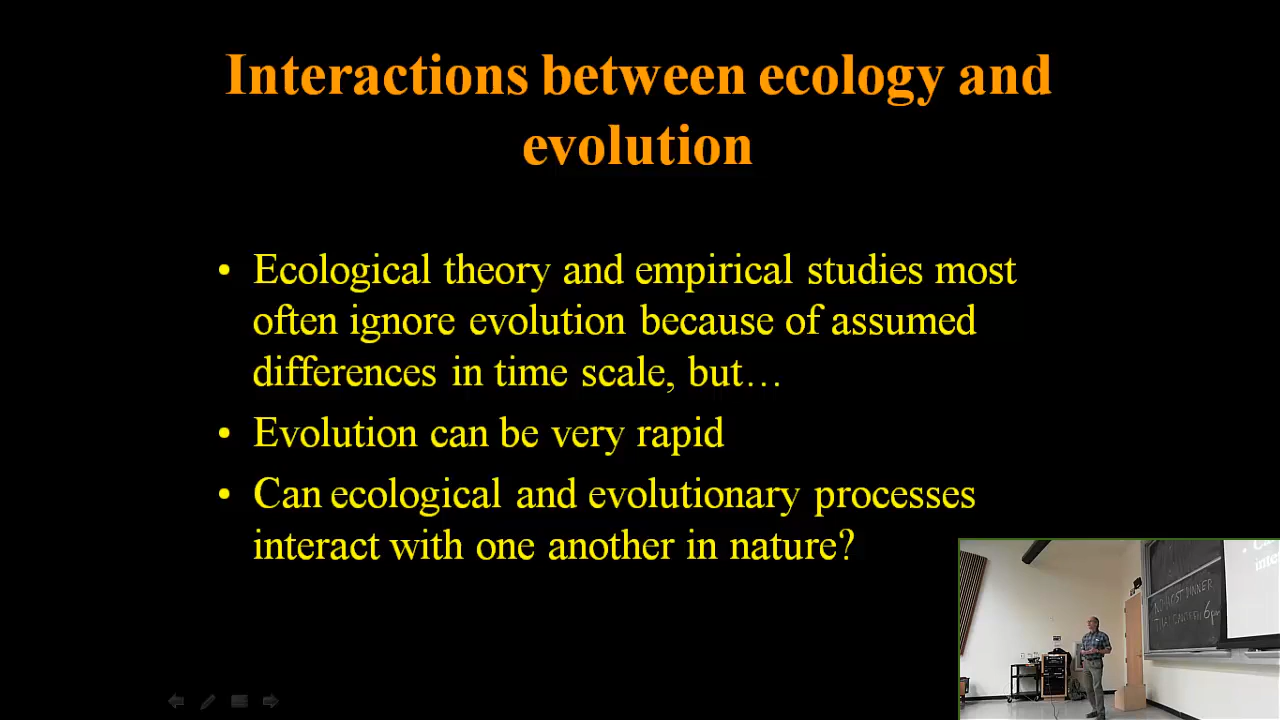 Interactions between ecology and
evolution
• Ecological theory and empirical studies most
often ignore evolution because of assumed
differences in time scale, but…
• Evolution can be very rapid
• Can ecological and evolutionary processes
interact with one another in nature?
DINNER
6pm